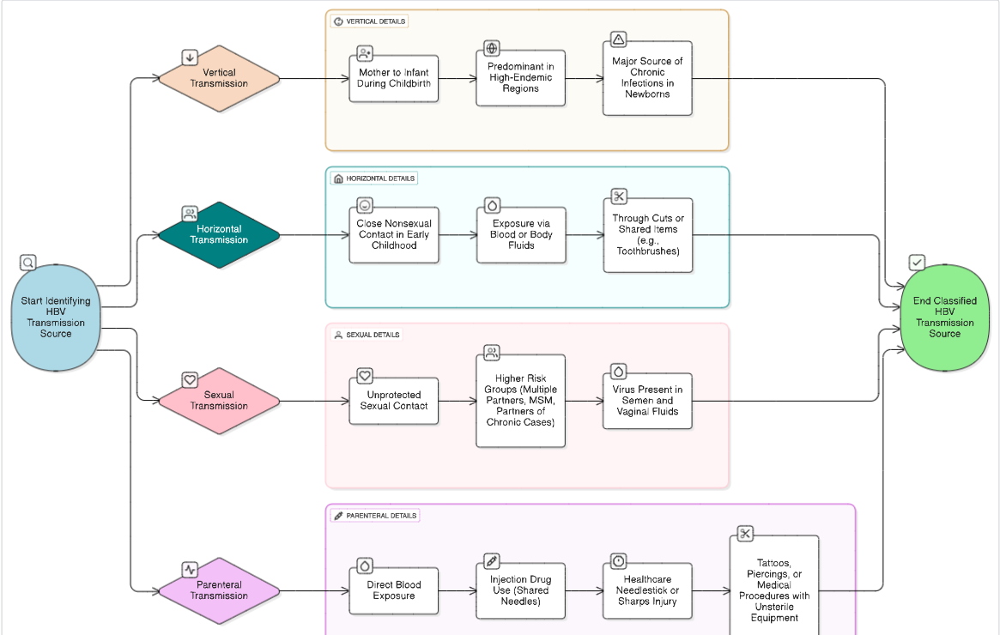 VERTICAL DETAILS
Vertical
Transmission
Mother to Infant
During Childbirth
Predominant in
High-Endemic
Regions
Major Source of
Chronic
Infections in
Newborns
HORIZONTAL DETAILS
Horizontal
Transmission
Close Nonsexual
Contact in Early
Childhood
Exposure via
Blood or Body
Fluids
Through Cuts or
Shared Items
(e.g.,
Toothbrushes)
Start Identifying
HBV
Transmission
Source
End Classified
HBV
Transmission
Source
SEXUAL DETAILS
Sexual
Transmission
Unprotected
Sexual Contact
Higher Risk
Groups (Multiple
Partners, MSM,
Partners of
Chronic Cases)
Virus Present in
Semen and
Vaginal Fluids
PARENTERAL DETAILS
Parenteral
Transmission
Direct Blood
Exposure
Injection Drug
Use (Shared
Needles)
Healthcare
Needlestick or
Sharps Injury
Tattoos,
Piercings, or
Medical
Procedures with
Unsterile
Equipment